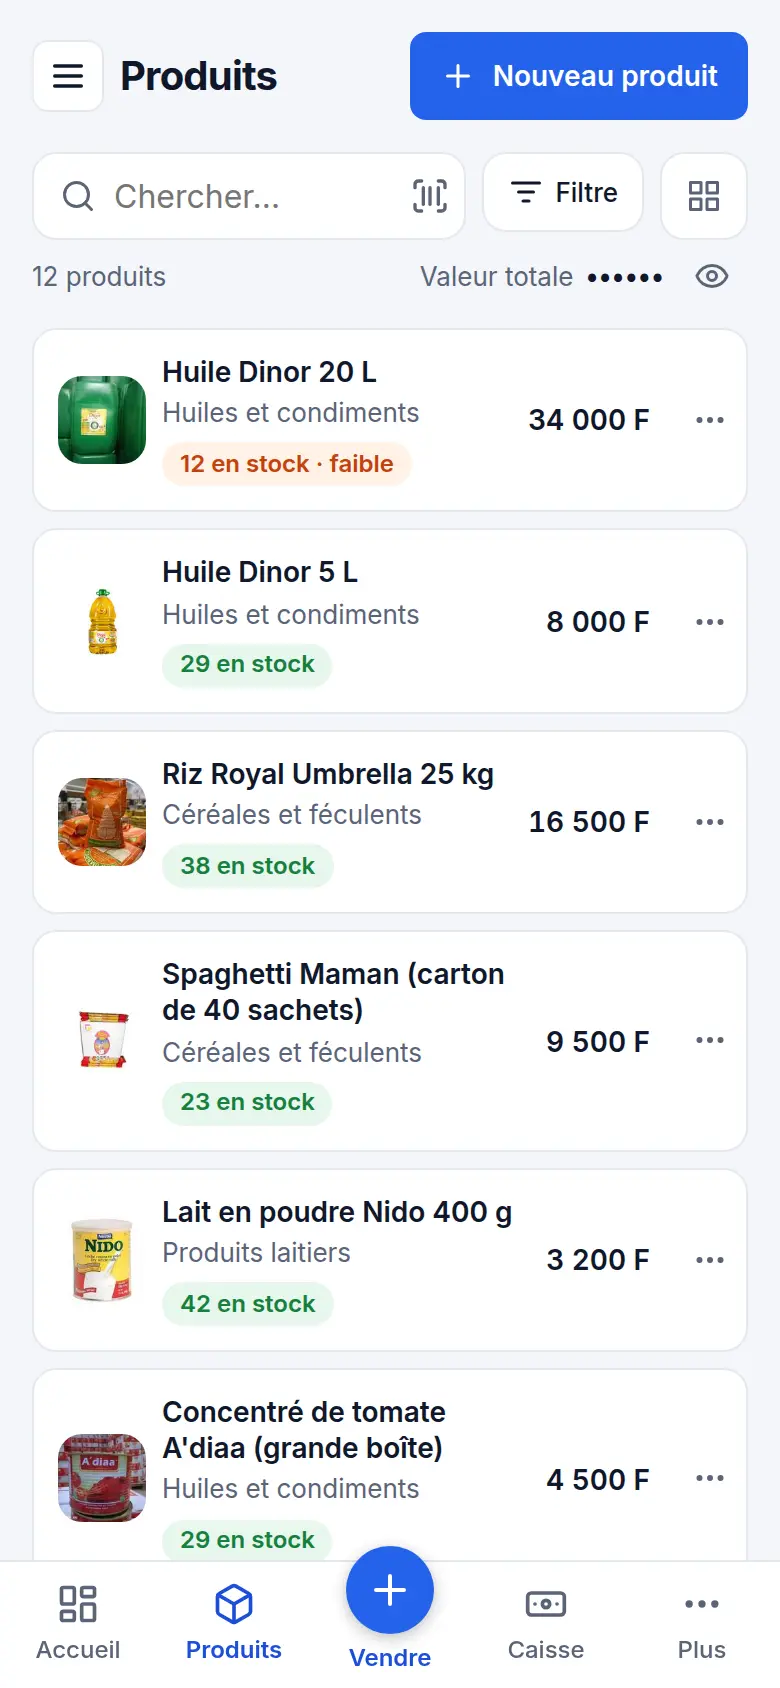 Produits
Nouveau produit
Chercher...
Filtre
12 produits
Valeur totale ••••••
Huile Dinor 20 L
Huiles et condiments
34 000 F
12 en stock · faible
Huile Dinor 5 L
Huiles et condiments
8 000 F
29 en stock
Riz Royal Umbrella 25 kg
Céréales et féculents
16 500 F
38 en stock
Spaghetti Maman (carton
de 40 sachets)
9 500 F
Céréales et féculents
23 en stock
NIDO
Lait en poudre Nido 400 g
Produits laitiers
3 200 F
42 en stock
A'diaa
Concentré de tomate
A'diaa (grande boîte)
4 500 F
Huiles et condiments
29 en stock
Accueil
Produits
Vendre
Caisse
Plus